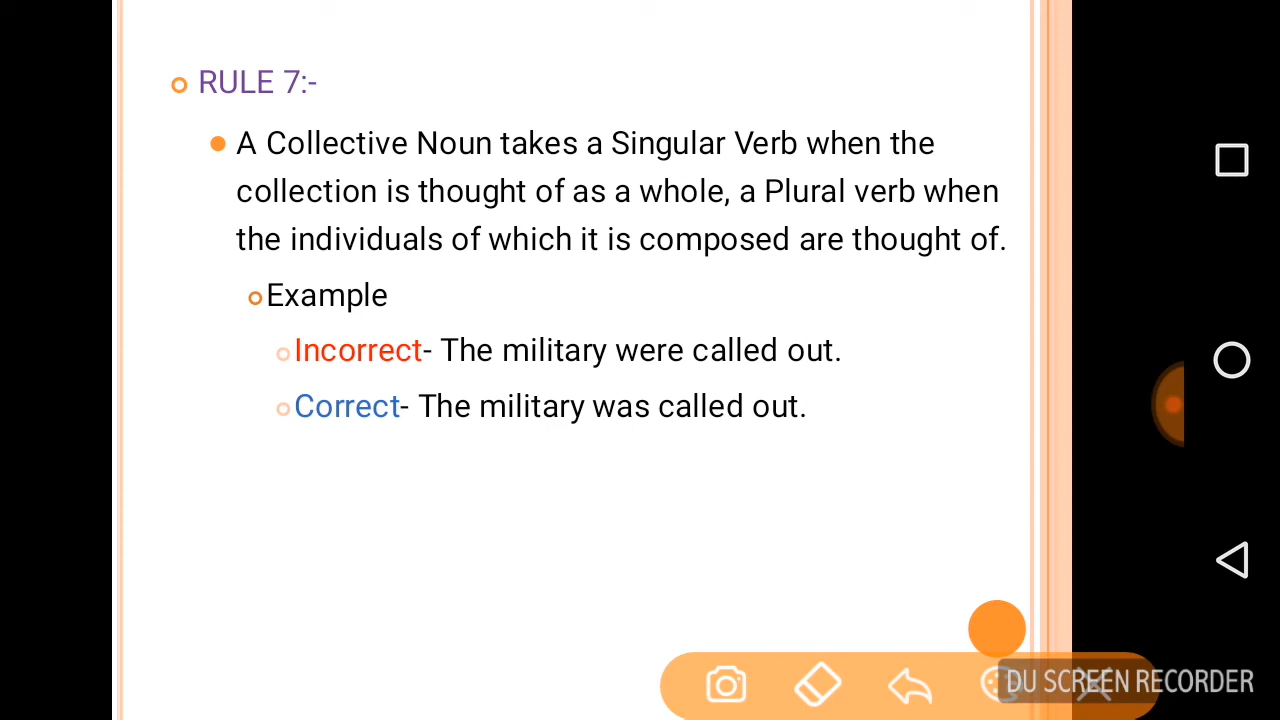 RULE 7:-
A Collective Noun takes a Singular Verb when the
collection is thought of as a whole, a Plural verb when
the individuals of which it is composed are thought of.
Example
Incorrect- The military were called out.
Correct- The military was called out.
DU SCREEN RECORDER